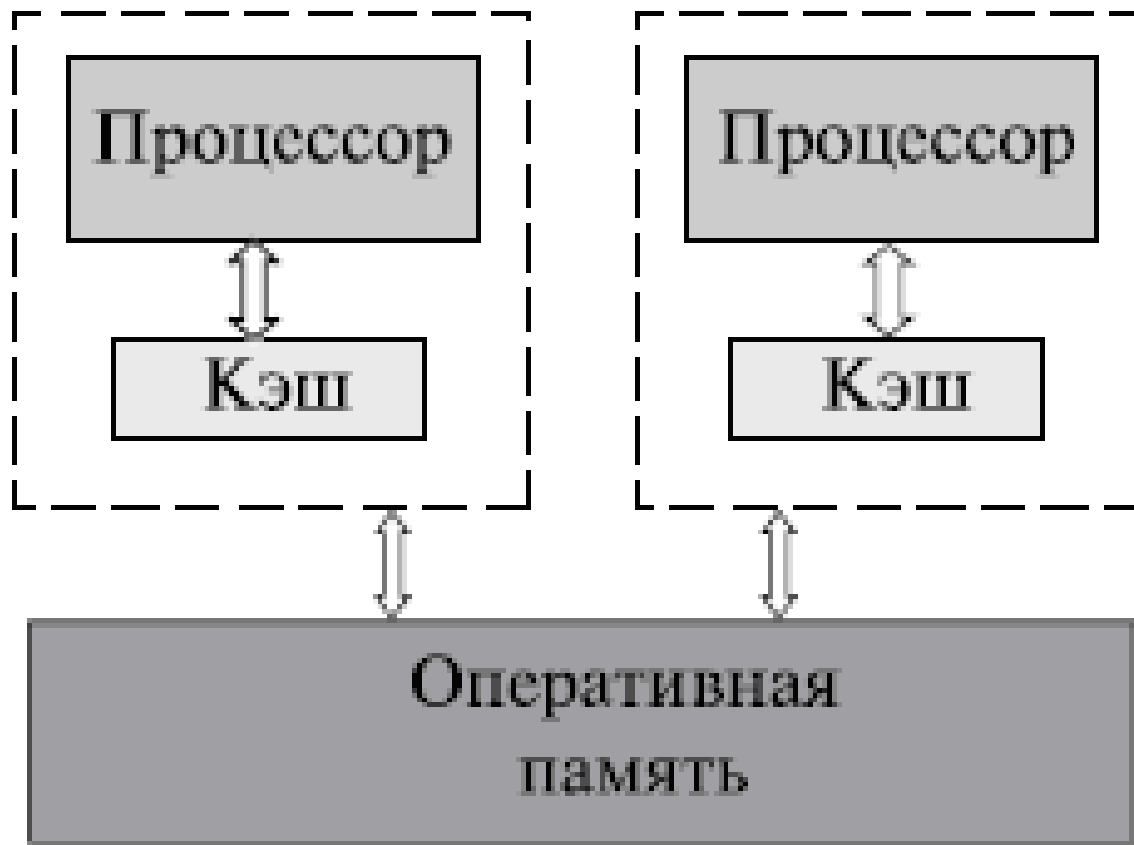 Процессор
Процессор
Кэш
Кэш
Оперативная
память